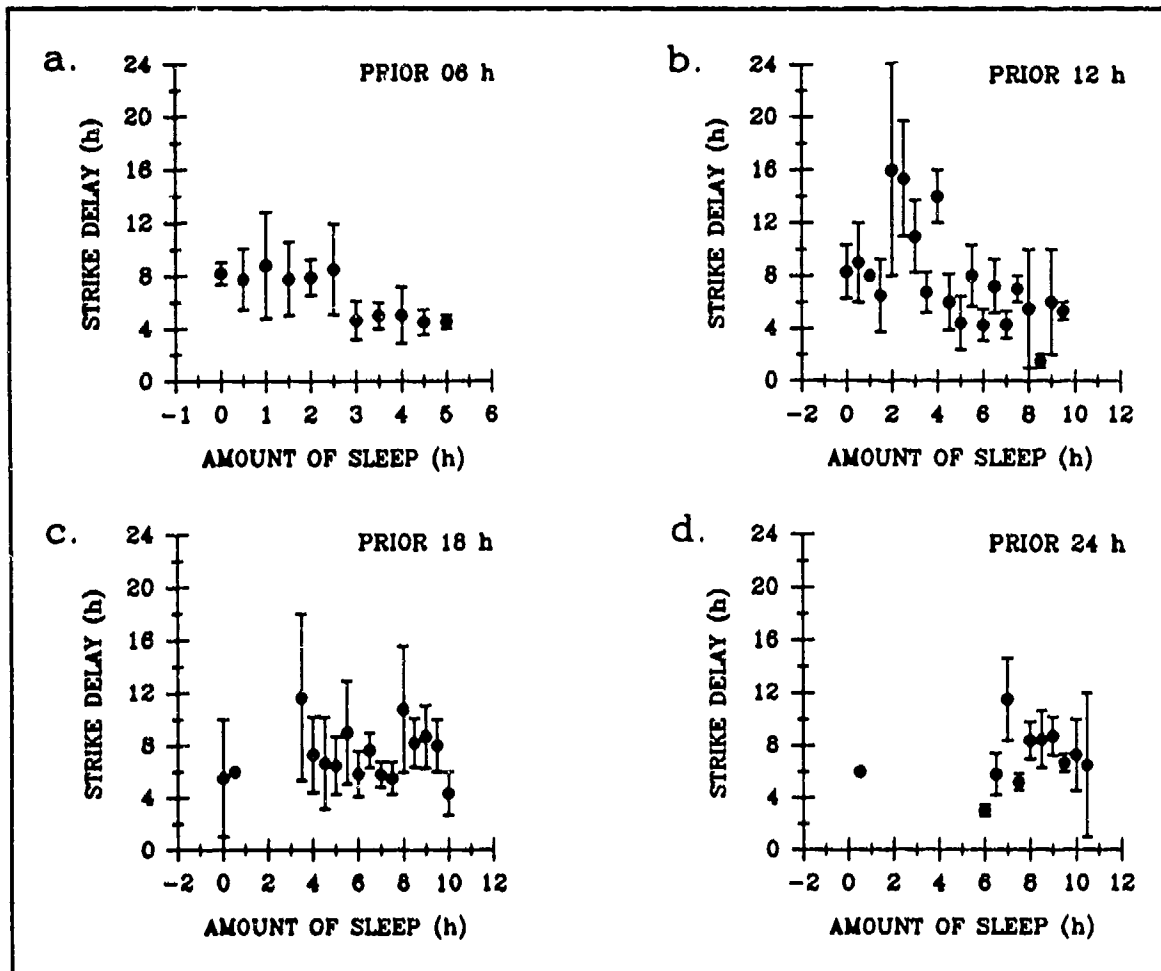 a.
PRIOR 06 h
STRIKE DELAY (h)
24
20
16
12
8
4
0
-1 0 1 2 3 4 5 6
AMOUNT OF SLEEP (h)
b.
PRIOR 12 h
STRIKE DELAY (h)
24
20
16
12
8
4
0
-2 0 2 4 6 8 10 12
AMOUNT OF SLEEP (h)
c.
PRIOR 18 h
STRIKE DELAY (h)
24
20
16
12
8
4
0
-2 0 2 4 6 8 10 12
AMOUNT OF SLEEP (h)
d.
PRIOR 24 h
STRIKE DELAY (h)
24
20
16
12
8
4
0
-2 0 2 4 6 8 10 12
AMOUNT OF SLEEP (h)